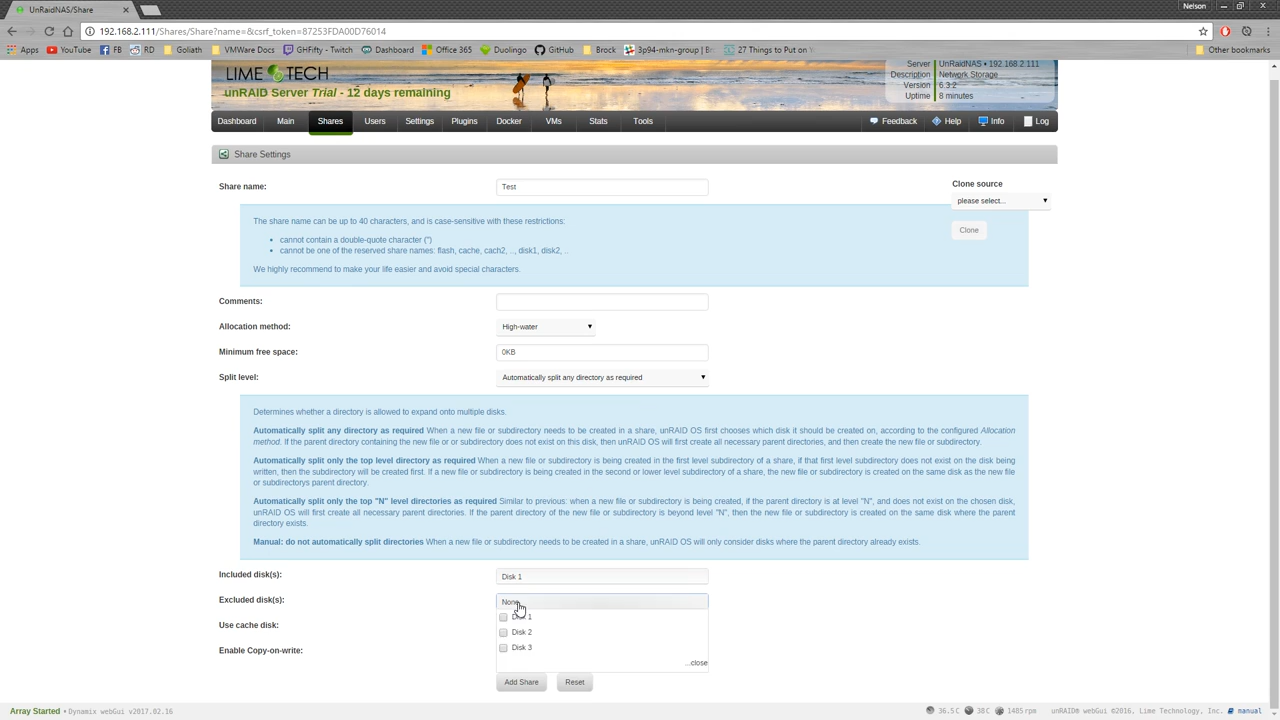 UnRaidNAS/Share
Nelson
192.168.2.111/Shares/Share?name=&csrf_token=87253FDA00D76014
Apps YouTube FB RD Goliath VMWare Docs GHFifty - Twitch Dashboard Office 365 Duolingo GitHub Brock 3p94-mkn-group | Br 27 Things to Put on Other bookmarks
LIME TECH
unRAID Server Trial - 12 days remaining
Server UnRaidNAS • 192.168.2.111
Description Network Storage
Version 6.3.2
Uptime 8 minutes
Dashboard Main Shares Users Settings Plugins Docker VMs Stats Tools Feedback Help Info Log
Share Settings
Share name: Test
Clone source
please select...
Clone
The share name can be up to 40 characters, and is case-sensitive with these restrictions:
• cannot contain a double-quote character (")
• cannot be one of the reserved share names: flash, cache, cach2, .., disk1, disk2, ..
We highly recommend to make your life easier and avoid special characters.
Comments:
Allocation method: High-water
Minimum free space: 0KB
Split level: Automatically split any directory as required
Determines whether a directory is allowed to expand onto multiple disks.
Automatically split any directory as required When a new file or subdirectory needs to be created in a share, unRAID OS first chooses which disk it should be created on, according to the configured Allocation
method. If the parent directory containing the new file or or subdirectory does not exist on this disk, then unRAID OS will first create all necessary parent directories, and then create the new file or subdirectory.
Automatically split only the top level directory as required When a new file or subdirectory is being created in the first level subdirectory of a share, if that first level subdirectory does not exist on the disk being
written, then the subdirectory will be created first. If a new file or subdirectory is being created in the second or lower level subdirectory of a share, the new file or subdirectory is created on the same disk as the new file
or subdirectorys parent directory.
Automatically split only the top "N" level directories as required Similar to previous: when a new file or subdirectory is being created, if the parent directory is at level "N", and does not exist on the chosen disk,
unRAID OS will first create all necessary parent directories. If the parent directory of the new file or subdirectory is beyond level "N", then the new file or subdirectory is created on the same disk where the parent
directory exists.
Manual: do not automatically split directories When a new file or subdirectory needs to be created in a share, unRAID OS will only consider disks where the parent directory already exists.
Included disk(s): Disk 1
Excluded disk(s): None
Disk 1
Use cache disk:
Disk 2
Disk 3
Enable Copy-on-write:
...close
Add Share Reset
Array Started • Dynamix webGui v2017.02.16 36.5 C 38 C 1485 rpm unRAID® webGui ©2016, Lime Technology, Inc. manual